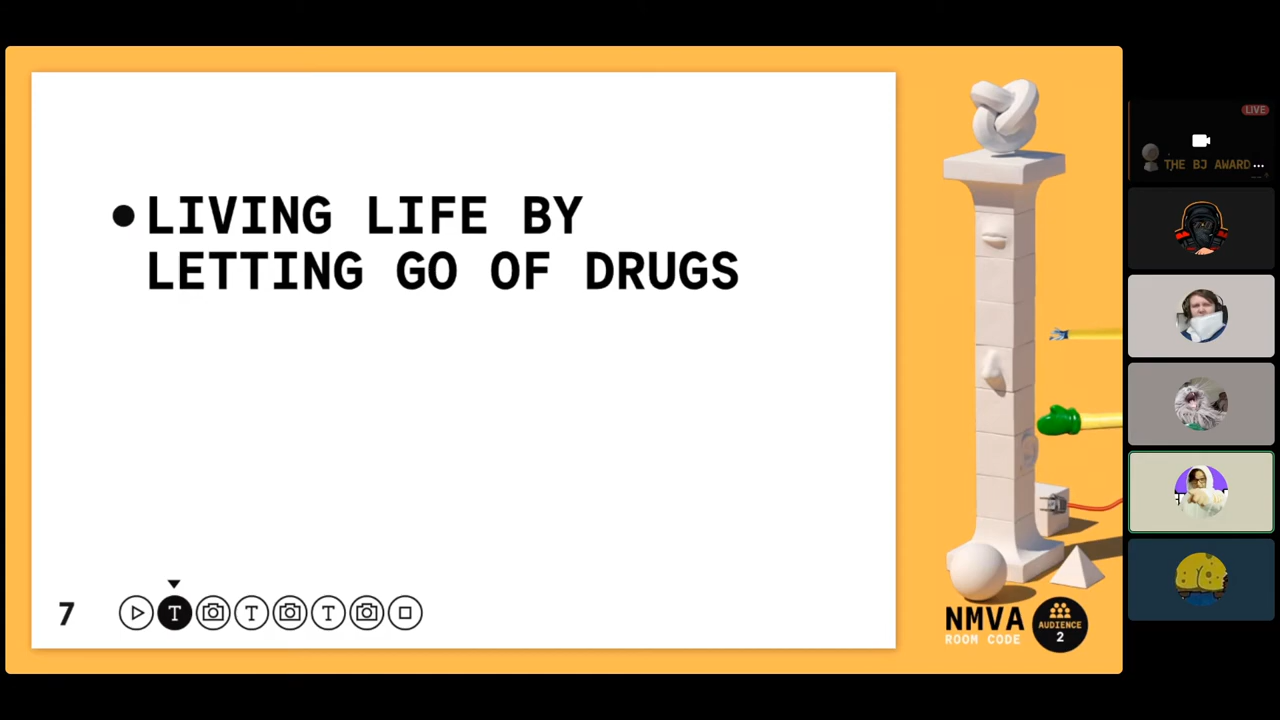 LIVE
THE BJ AWARD...
● LIVING LIFE BY
LETTING GO OF DRUGS
7
T
T
T
NMVA
ROOM CODE
AUDIENCE
2